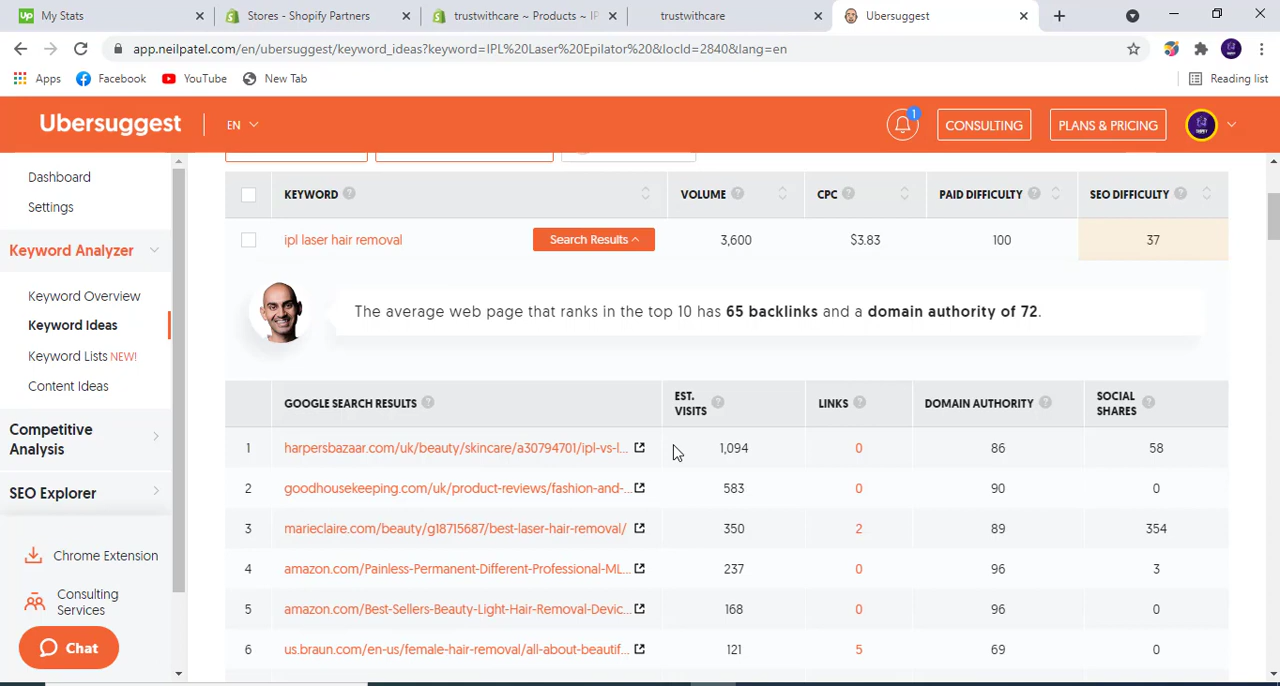 My Stats
Stores - Shopify Partners
trustwithcare ~ Products ~ IP
trustwithcare
Ubersuggest
app.neilpatel.com/en/ubersuggest/keyword_ideas?keyword=IPL%20Laser%20Epilator%20&locId=2840&lang=en
Apps
Facebook
YouTube
New Tab
Reading list
Ubersuggest
EN
1
CONSULTING
PLANS & PRICING
Dashboard
Settings
Keyword Analyzer
Keyword Overview
Keyword Ideas
Keyword Lists NEW!
Content Ideas
Competitive
Analysis
SEO Explorer
Chrome Extension
Consulting
Services
Chat
KEYWORD ? VOLUME ? CPC ? PAID DIFFICULTY ? SEO DIFFICULTY ?
ipl laser hair removal Search Results 3,600 $3.83 100 37
The average web page that ranks in the top 10 has 65 backlinks and a domain authority of 72.
GOOGLE SEARCH RESULTS ? EST. VISITS ? LINKS ? DOMAIN AUTHORITY ? SOCIAL SHARES ?
1 harpersbazaar.com/uk/beauty/skincare/a30794701/ipl-vs-l... 1,094 0 86 58
2 goodhousekeeping.com/uk/product-reviews/fashion-and-... 583 0 90 0
3 marieclaire.com/beauty/g18715687/best-laser-hair-removal/ 350 2 89 354
4 amazon.com/Painless-Permanent-Different-Professional-ML... 237 0 96 3
5 amazon.com/Best-Sellers-Beauty-Light-Hair-Removal-Devic... 168 0 96 0
6 us.braun.com/en-us/female-hair-removal/all-about-beautif... 121 5 69 0